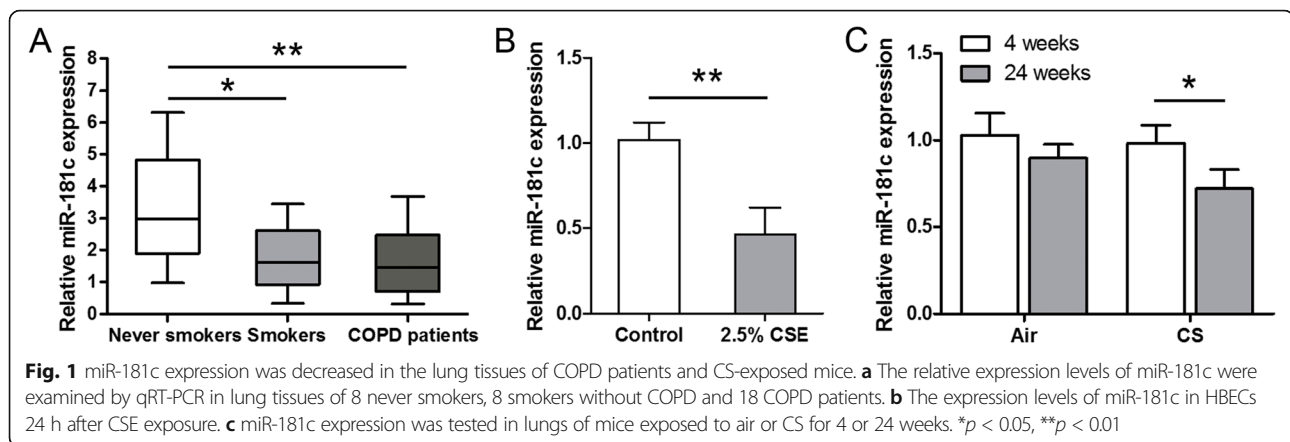 A
Relative miR-181c expression
8
7
6
5
4
3
2
1
0
**
*
Never smokers
Smokers
COPD patients
B
Relative miR-181c expression
1.5
1.0
0.5
0.0
**
Control
2.5% CSE
C
4 weeks
24 weeks
Relative miR-181c expression
1.5
1.0
0.5
0.0
*
Air
CS
Fig. 1 miR-181c expression was decreased in the lung tissues of COPD patients and CS-exposed mice. a The relative expression levels of miR-181c were
examined by qRT-PCR in lung tissues of 8 never smokers, 8 smokers without COPD and 18 COPD patients. b The expression levels of miR-181c in HBECs
24 h after CSE exposure. c miR-181c expression was tested in lungs of mice exposed to air or CS for 4 or 24 weeks. *p < 0.05, **p < 0.01